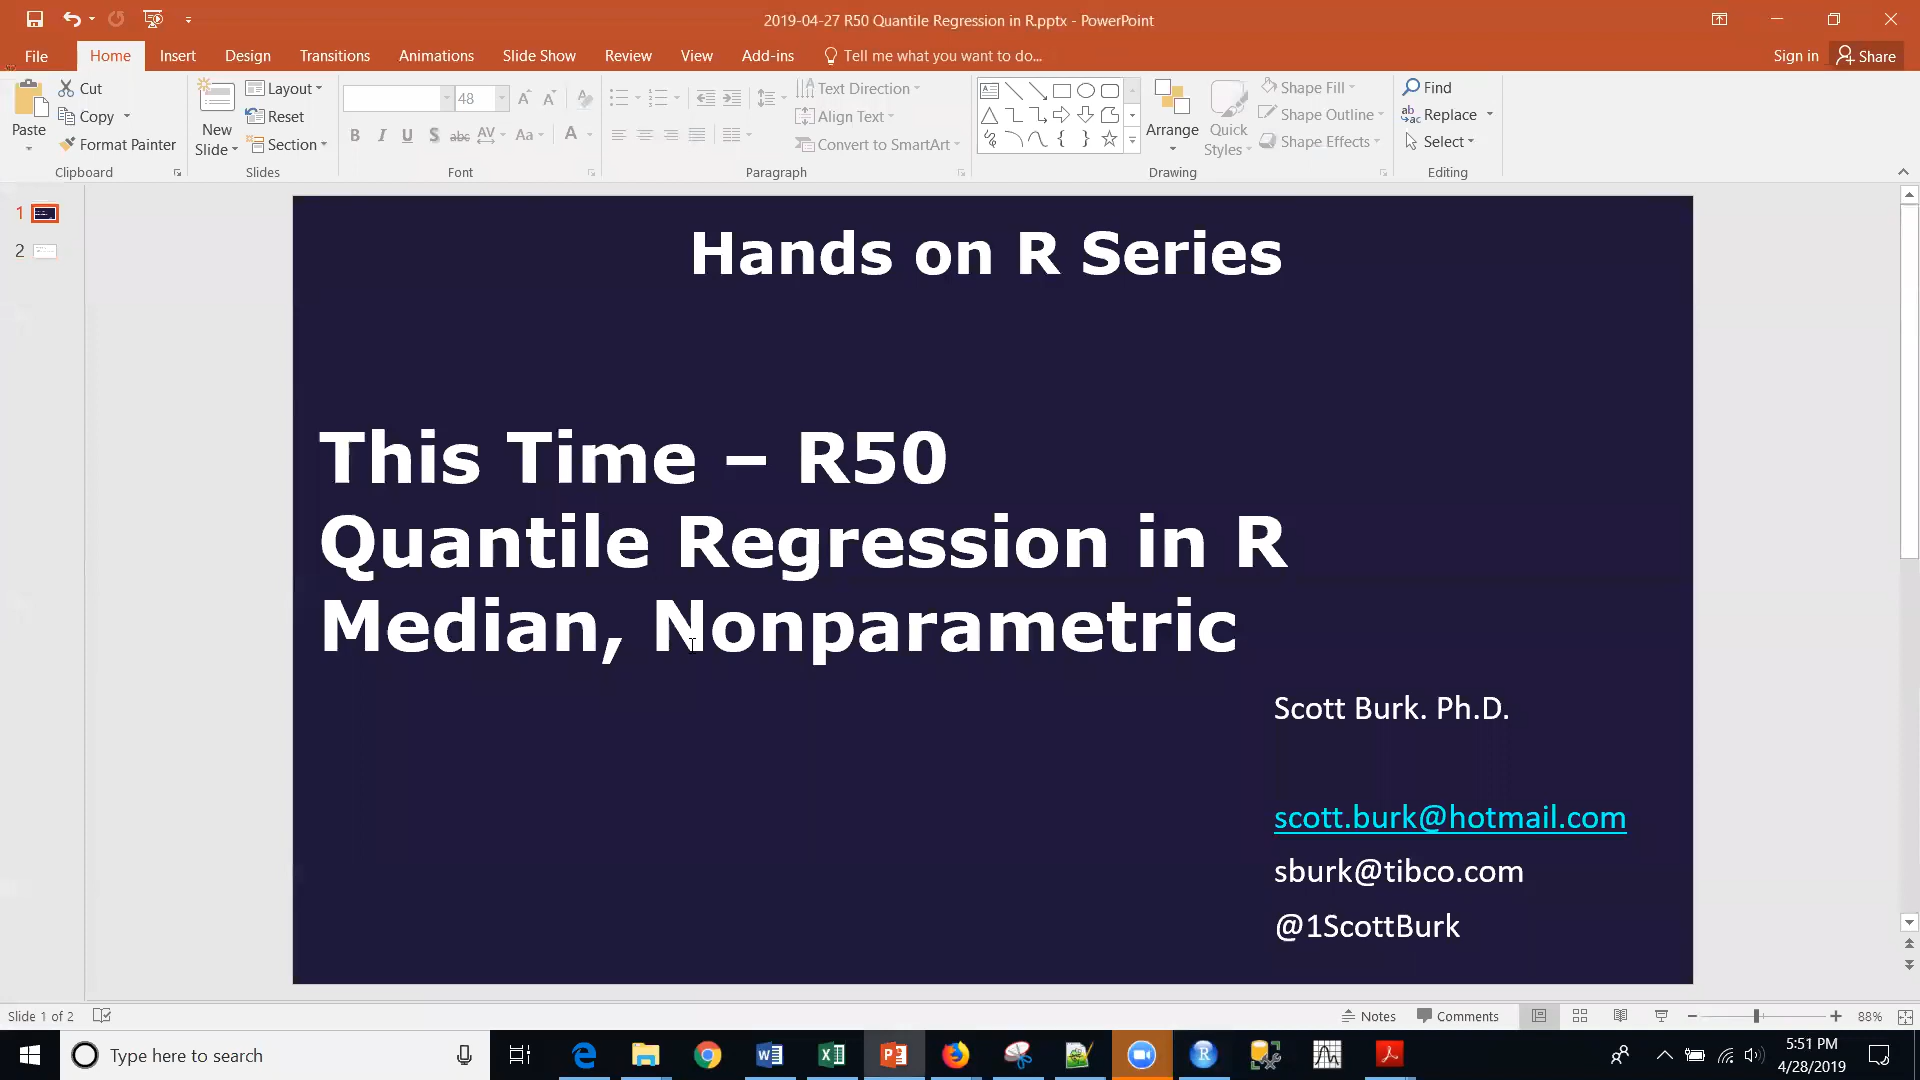 2019-04-27 R50 Quantile Regression in R.pptx - PowerPoint
File Home Insert Design Transitions Animations Slide Show Review View Add-ins Tell me what you want to do... Sign in Share
Paste
Cut
Copy
Format Painter
Clipboard
New Slide
Layout
Reset
Section
Slides
48
B I U S abc AV Aa A
Font
Text Direction
Align Text
Convert to SmartArt
Paragraph
Arrange
Quick Styles
Shape Fill
Shape Outline
Shape Effects
Drawing
Find
Replace
Select
Editing
1
2
Hands on R Series
This Time – R50
Quantile Regression in R
Median, Nonparametric
Scott Burk. Ph.D.
scott.burk@hotmail.com
sburk@tibco.com
@1ScottBurk
Slide 1 of 2
Notes Comments 88%
Type here to search
5:51 PM
4/28/2019